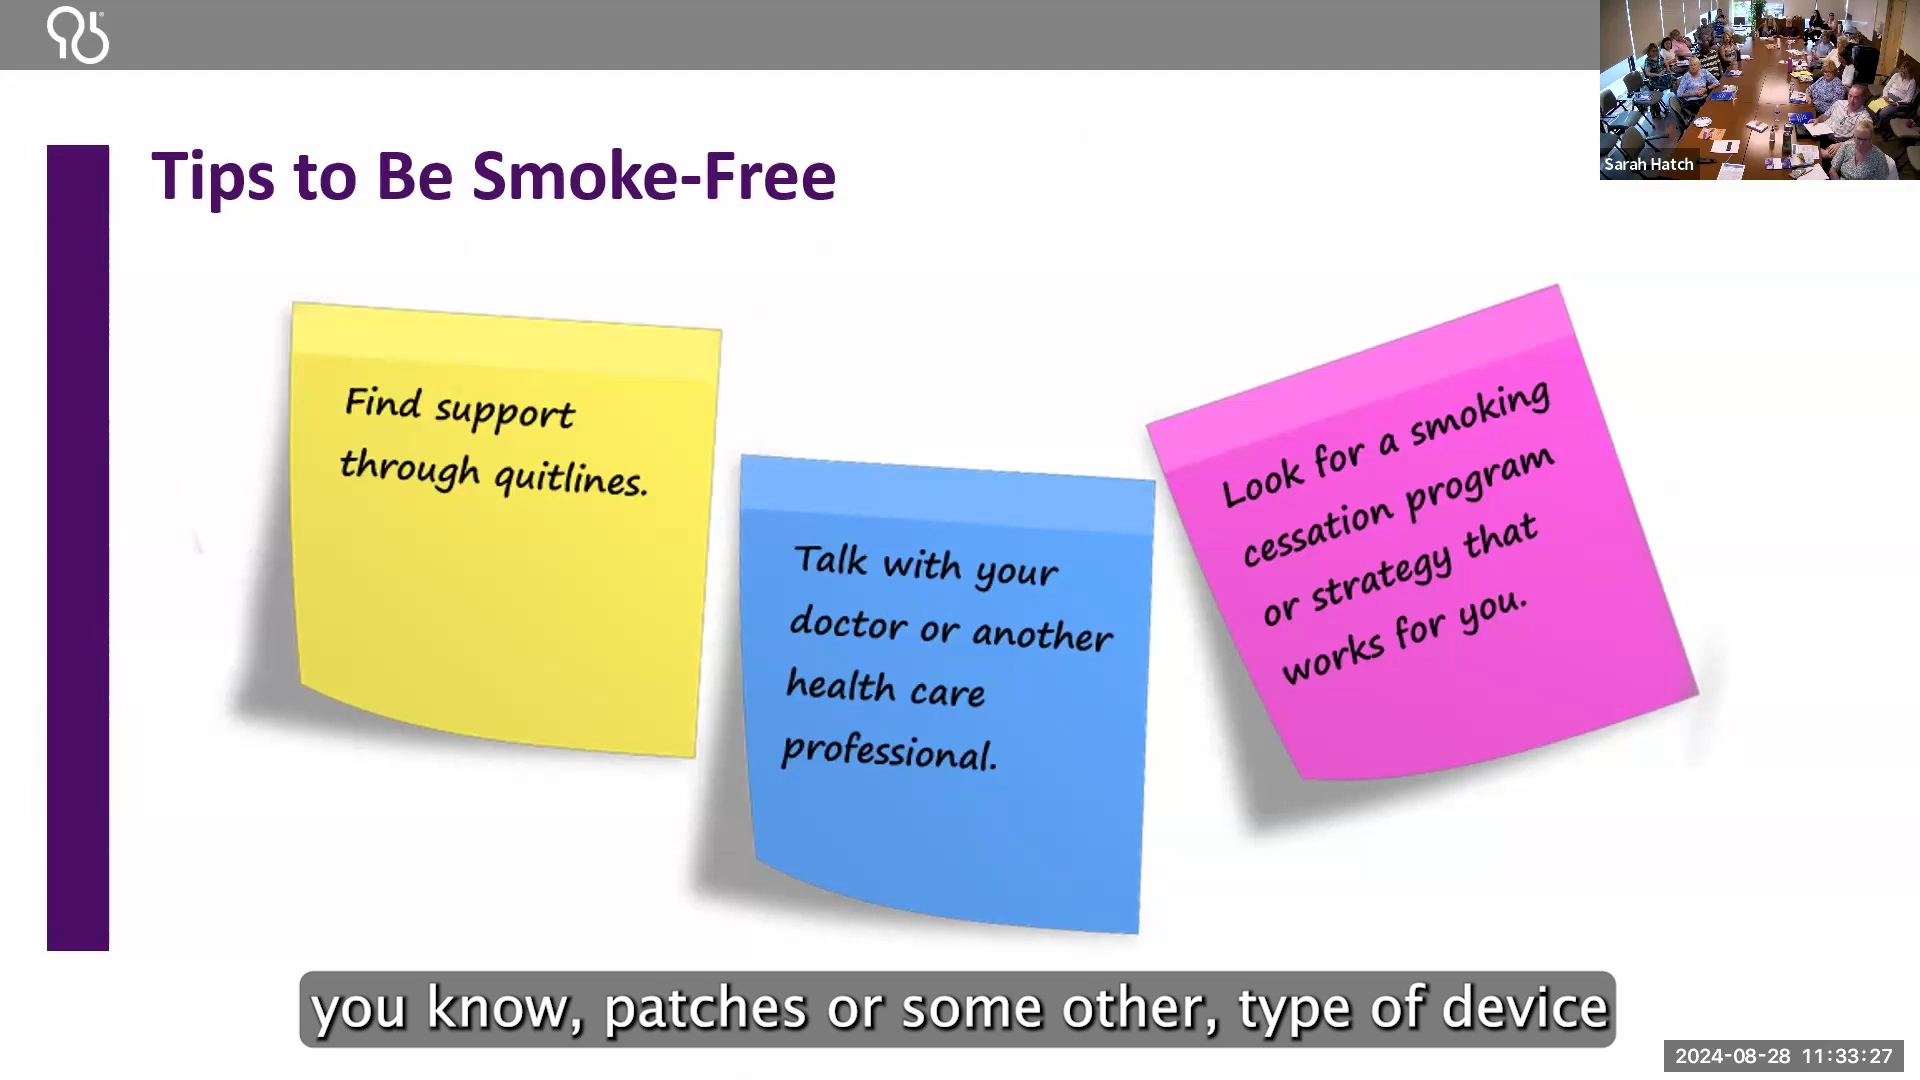 Sarah Hatch
Tips to Be Smoke-Free
Find support
through quitlines.
Talk with your
doctor or another
health care
professional.
Look for a smoking
cessation program
or strategy that
works for you.
you know, patches or some other, type of device
2024-08-28 11:33:27